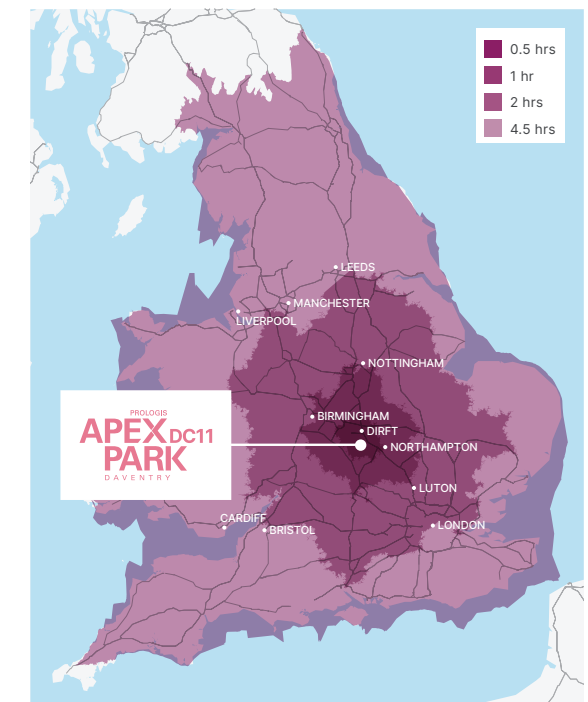 0.5 hrs
1 hr
2 hrs
4.5 hrs
LEEDS
MANCHESTER
LIVERPOOL
NOTTINGHAM
PROLOGIS
APEX DC11
PARK
DAVENTRY
BIRMINGHAM
DIRFT
NORTHAMPTON
LUTON
CARDIFF
BRISTOL
LONDON